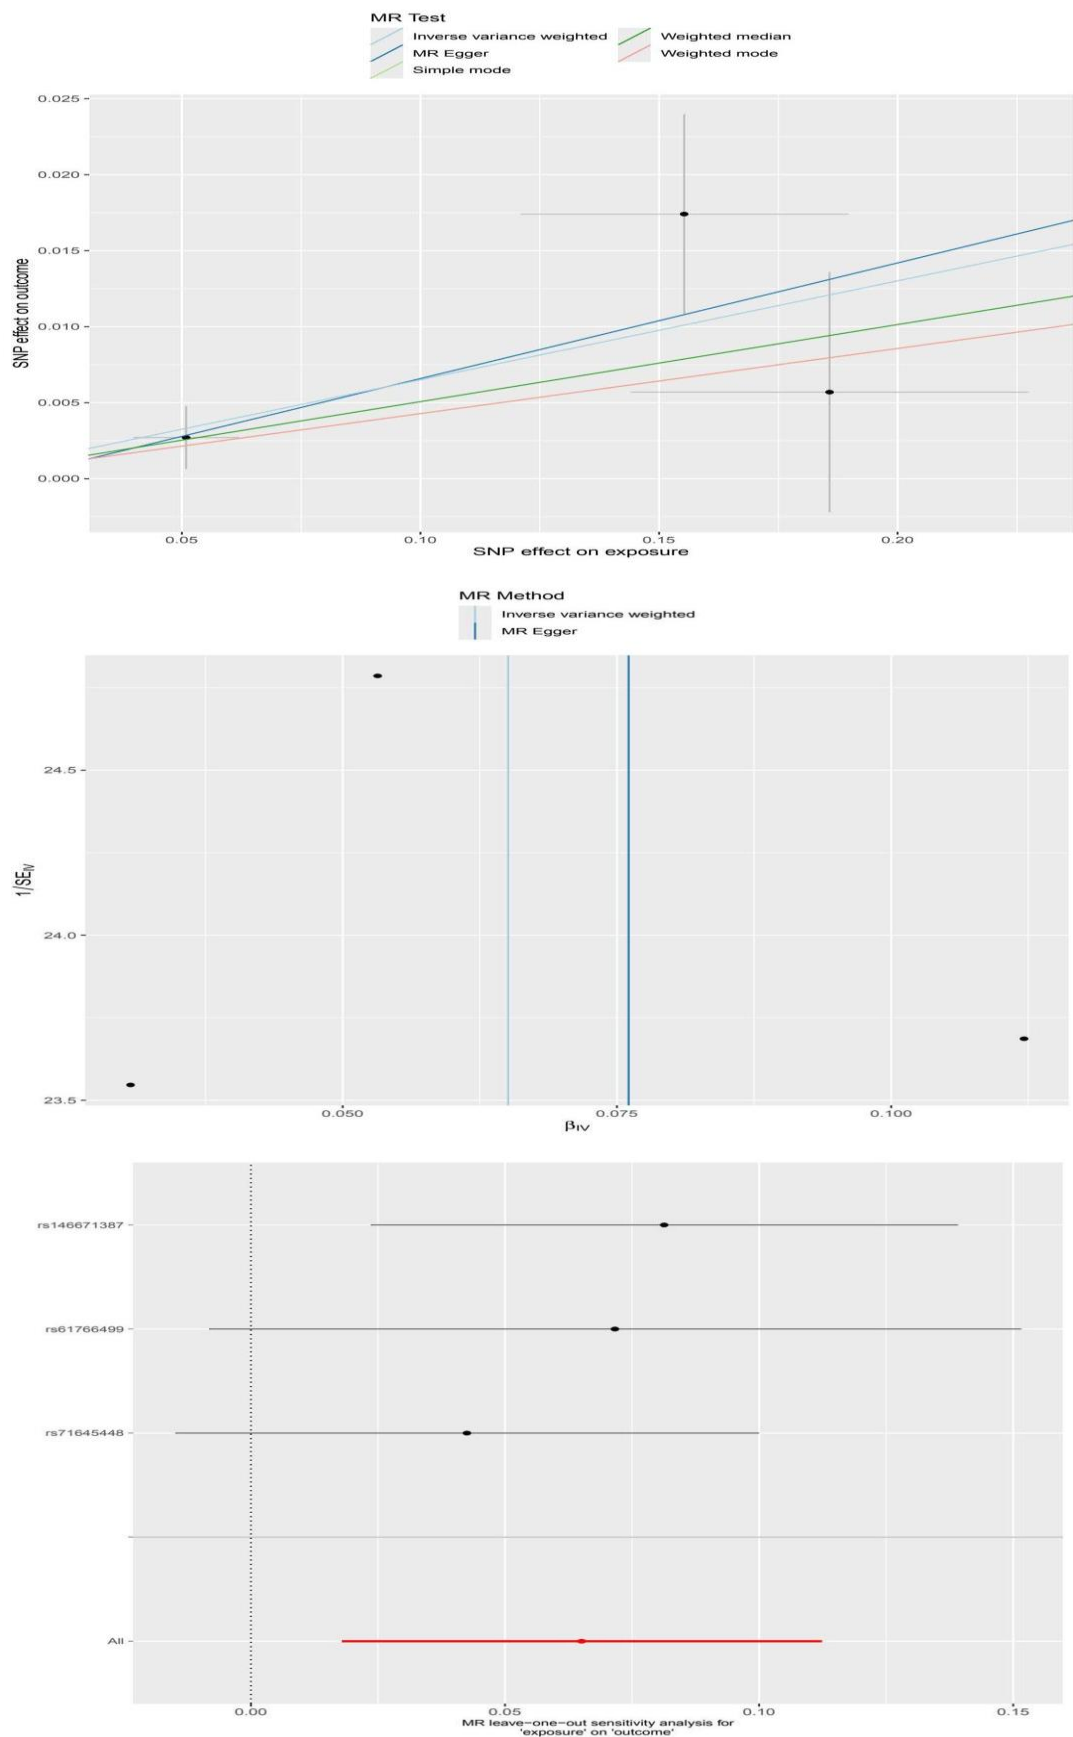 MR Test
Inverse variance weighted
MR Egger
Simple mode
Weighted median
Weighted mode
0.025
0.020
0.015
0.010
0.005
0.000
SNP effect on outcome
0.05 0.10 0.15 0.20
SNP effect on exposure
MR Method
Inverse variance weighted
MR Egger
24.5
24.0
23.5
1/SE_IV
0.050 0.075 0.100
β_IV
rs146671387
rs61766499
rs71645448
All
0.00 0.05 0.10 0.15
MR leave−one−out sensitivity analysis for
'exposure' on 'outcome'